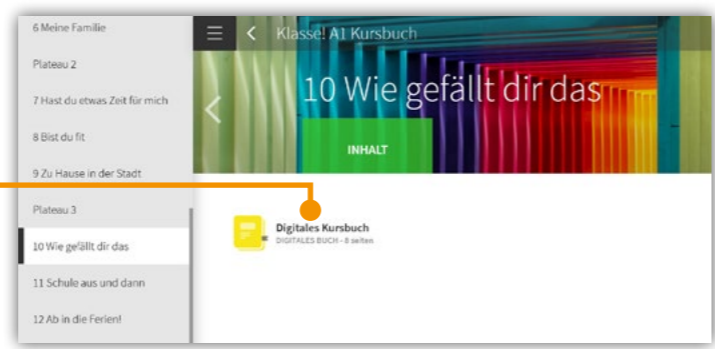 6 Meine Familie
Plateau 2
7 Hast du etwas Zeit für mich
8 Bist du fit
9 Zu Hause in der Stadt
Plateau 3
10 Wie gefällt dir das
11 Schule aus und dann
12 Ab in die Ferien!
Klasse! A1 Kursbuch
10 Wie gefällt dir das
INHALT
Digitales Kursbuch
DIGITALES BUCH - 8 seiten